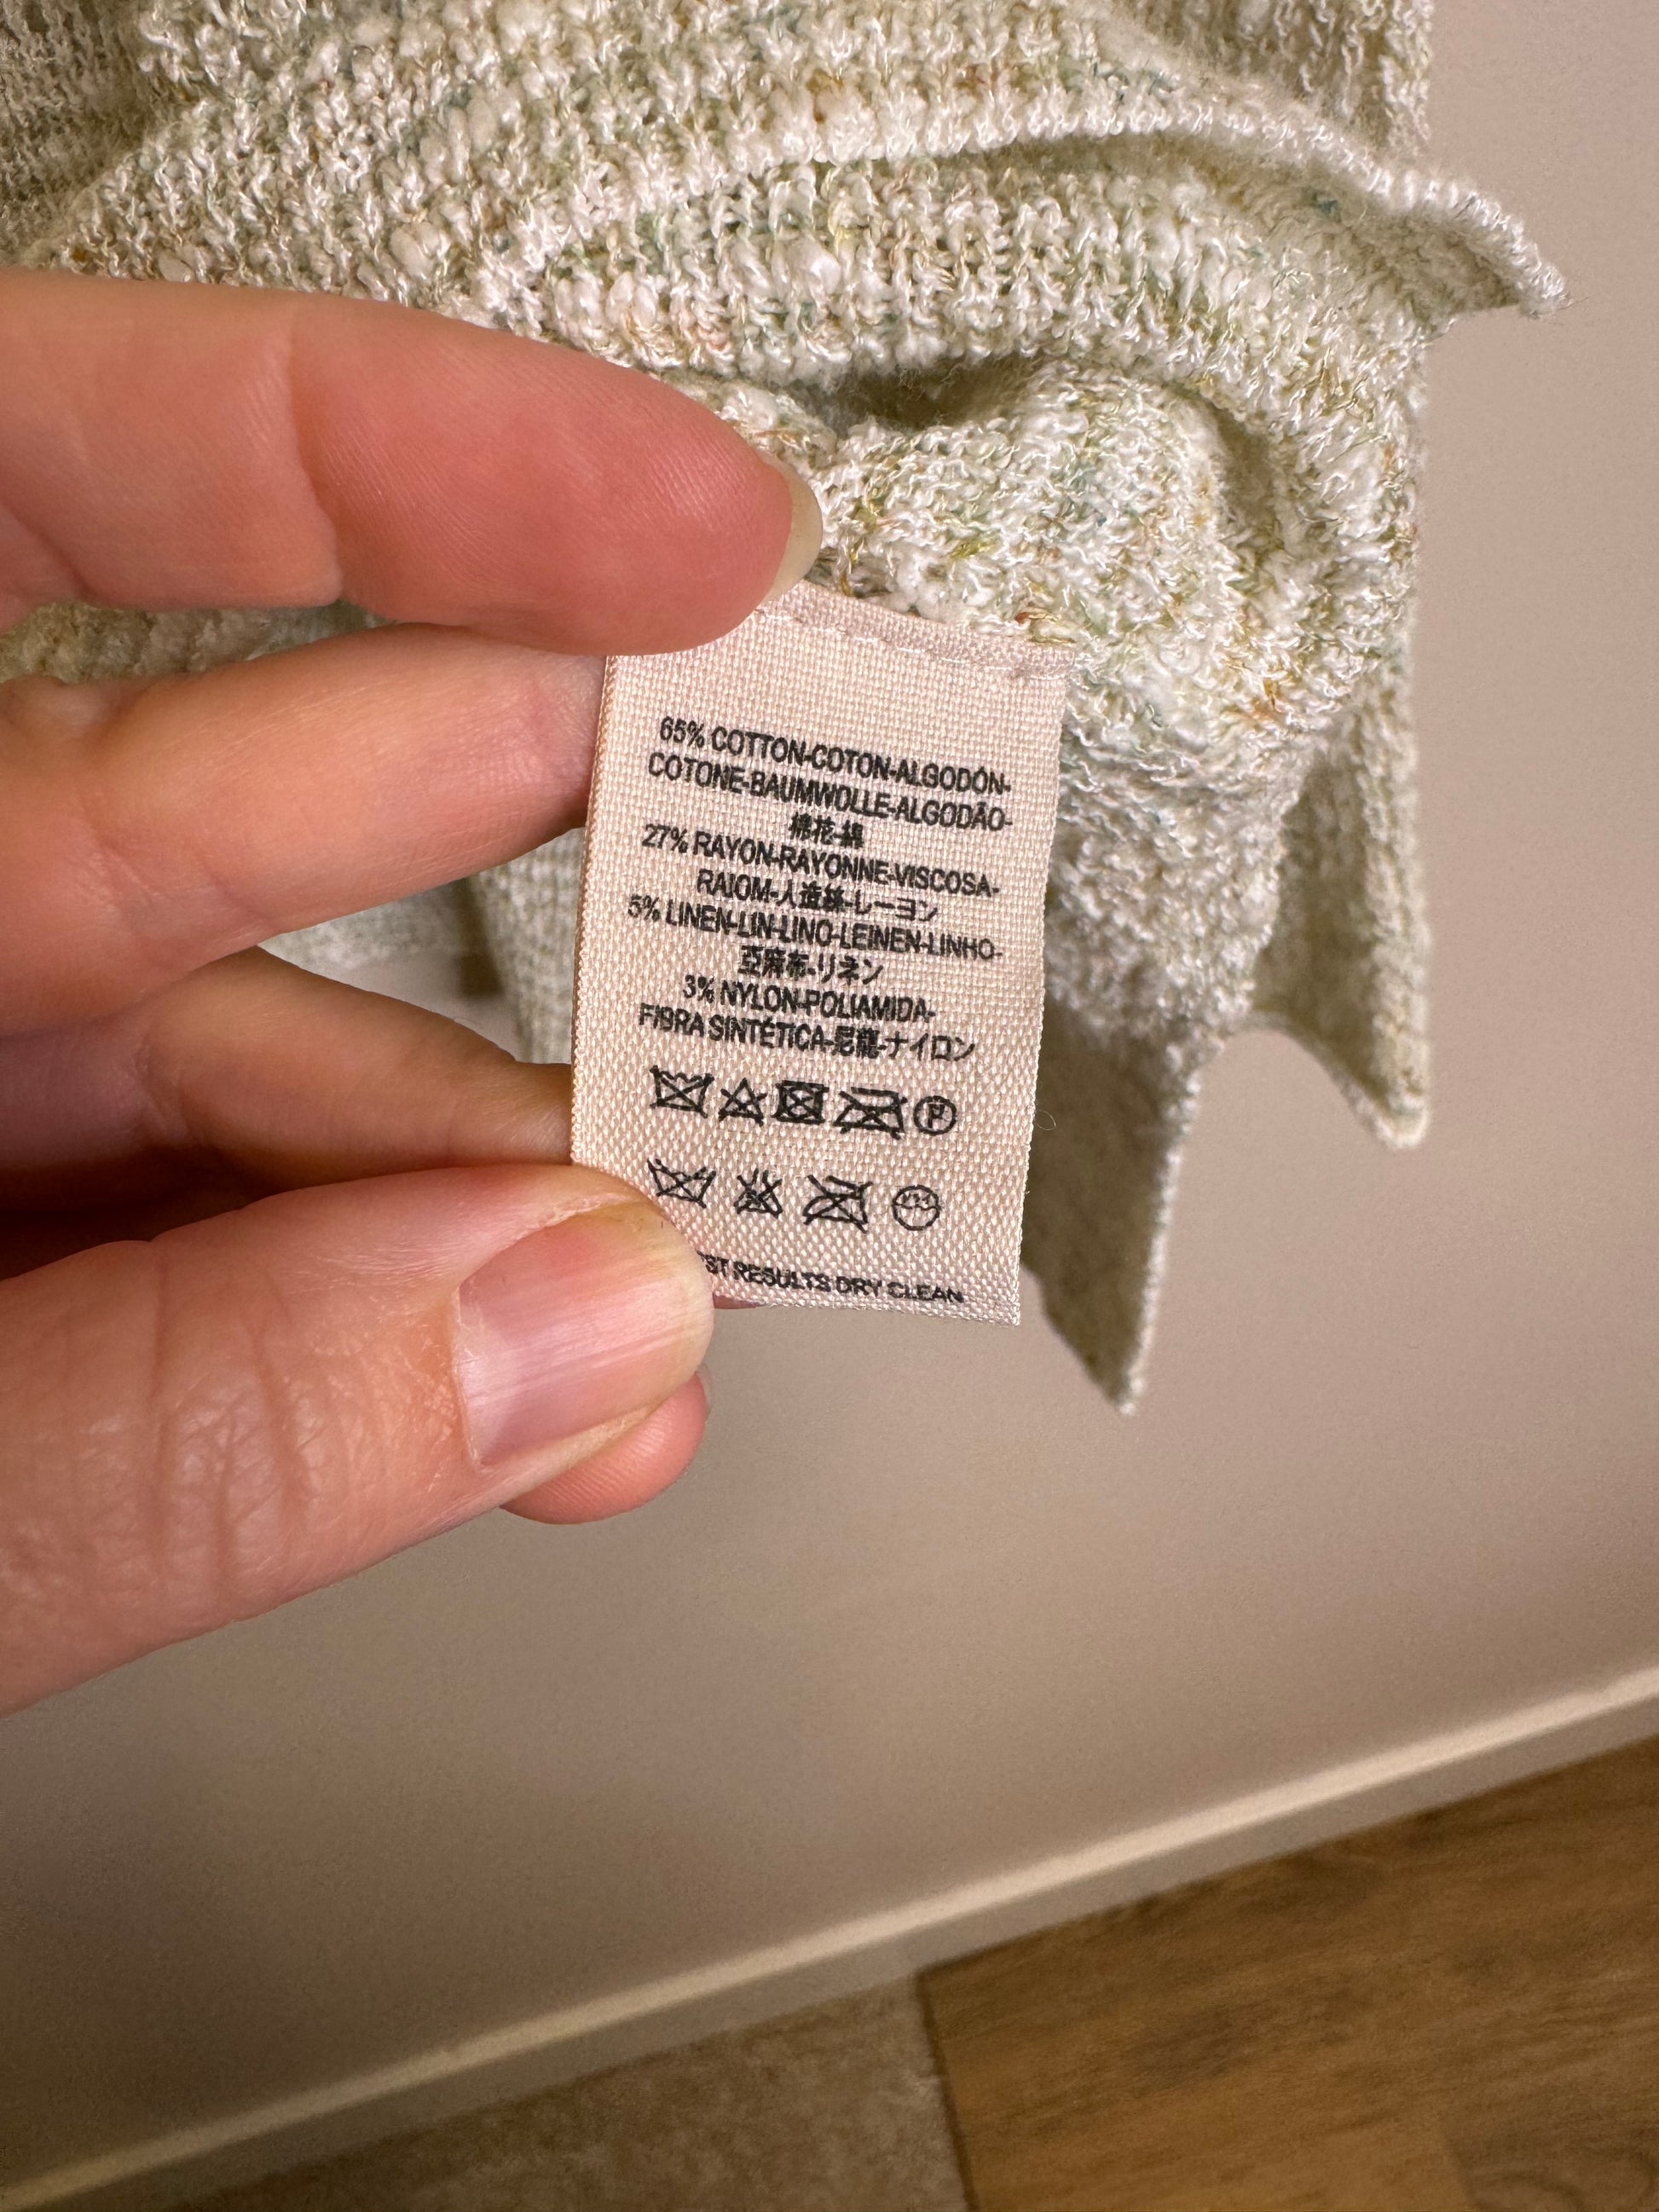 65% COTTON-COTON-ALGODÓN-
COTONE-BAUMWOLLE-ALGODÃO-
棉花-綿
27% RAYON-RAYONNE-VISCOSA-
RAIOM-人造絲-レーヨン
5% LINEN-LIN-LINO-LEINEN-LINHO-
亞麻布-リネン
3% NYLON-POLIAMIDA-
FIBRA SINTÉTICA-尼龍-ナイロン
P
RESULTS DRY CLEAN